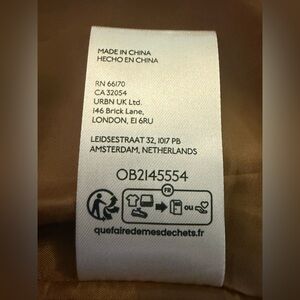 MADE IN CHINA
HECHO EN CHINA
RN 66170
CA 32054
URBN UK Ltd.
146 Brick Lane,
LONDON, E1 6RU
LEIDSESTRAAT 32, 1017 PB
AMSTERDAM, NETHERLANDS
OB2145554
FR
ou
quefairedemesdechets.fr